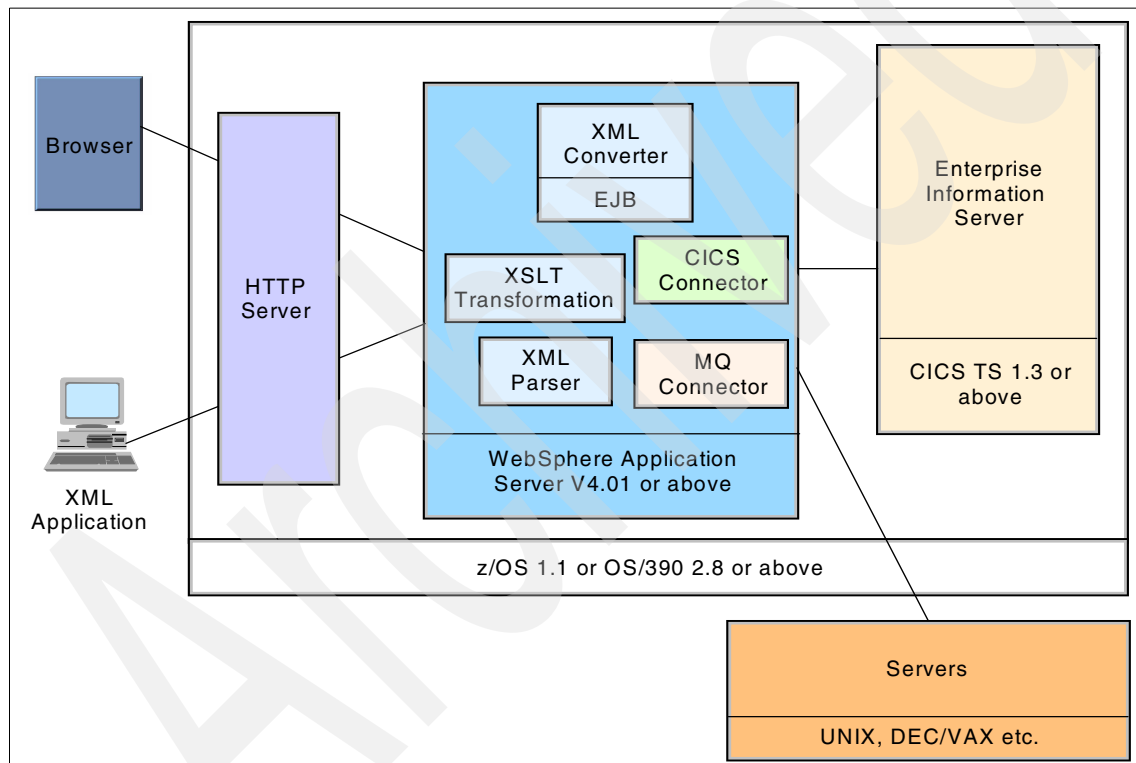 Browser
XML
Application
HTTP
Server
XML
Converter
EJB
XSLT
Transformation
CICS
Connector
XML
Parser
MQ
Connector
WebSphere Application
Server V4.01 or above
Enterprise
Information
Server
CICS TS 1.3 or
above
z/OS 1.1 or OS/390 2.8 or above
Servers
UNIX, DEC/VAX etc.
Archived